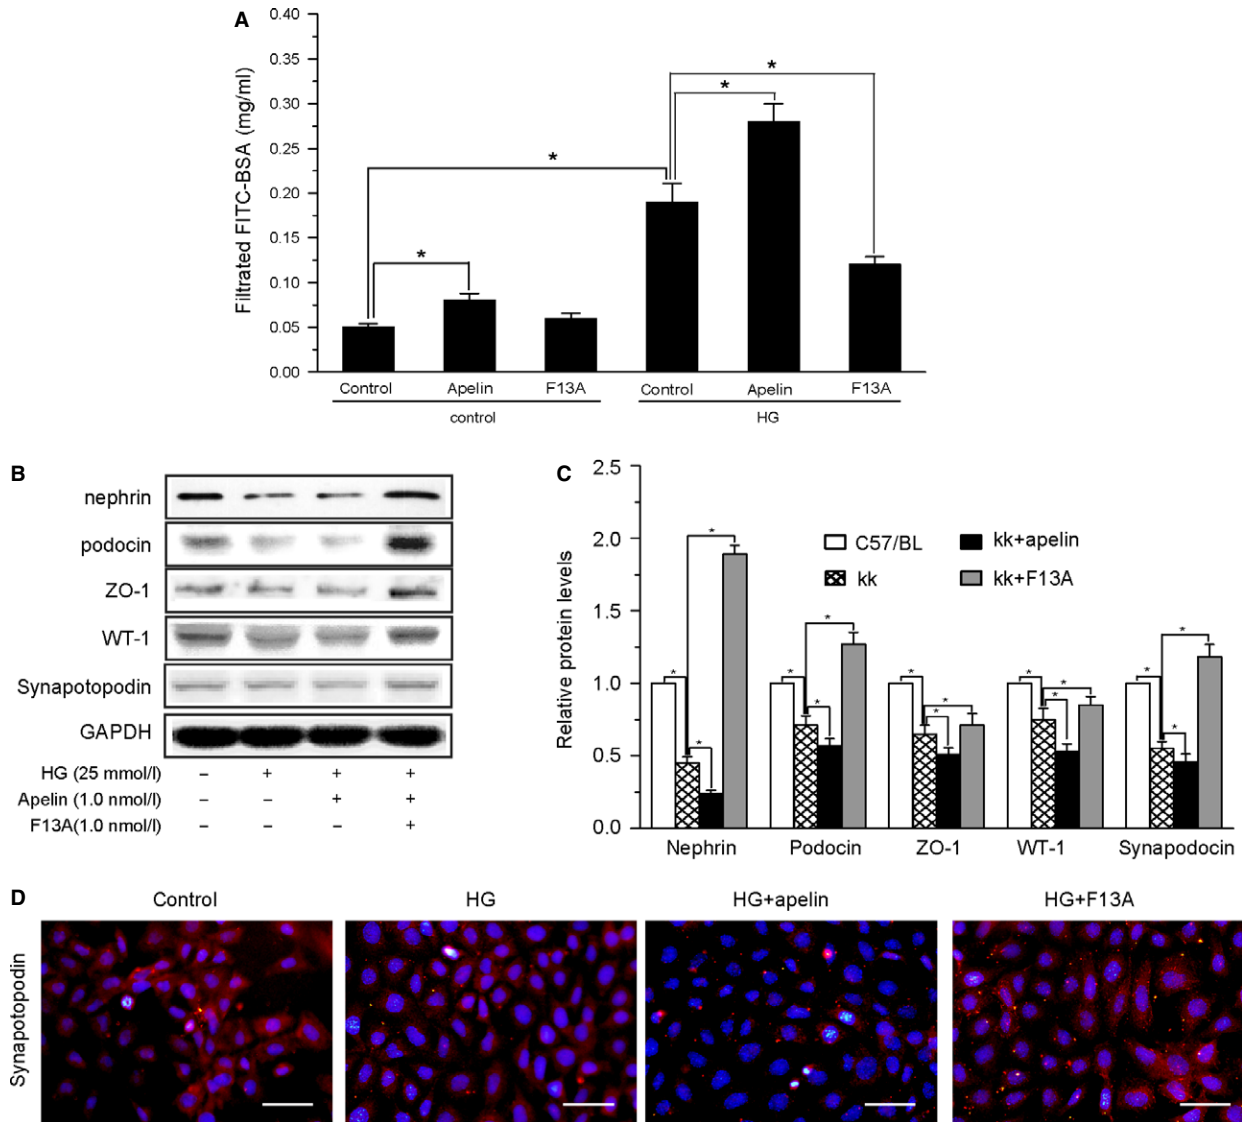 A
Filtrated FITC-BSA (mg/ml)
0.40
0.35
0.30
0.25
0.20
0.15
0.10
0.05
0.00
*
*
*
*
Control
Apelin
F13A
Control
Apelin
F13A
control
HG
B
nephrin
podocin
ZO-1
WT-1
Synapotopodin
GAPDH
HG (25 mmol/l) – + + +
Apelin (1.0 nmol/l) – – + +
F13A(1.0 nmol/l) – – – +
C
Relative protein levels
2.5
2.0
1.5
1.0
0.5
0.0
C57/BL
kk
kk+apelin
kk+F13A
* * *
* * *
* * *
* * *
* * *
Nephrin
Podocin
ZO-1
WT-1
Synapodocin
D
Control
HG
HG+apelin
HG+F13A
Synapotopodin